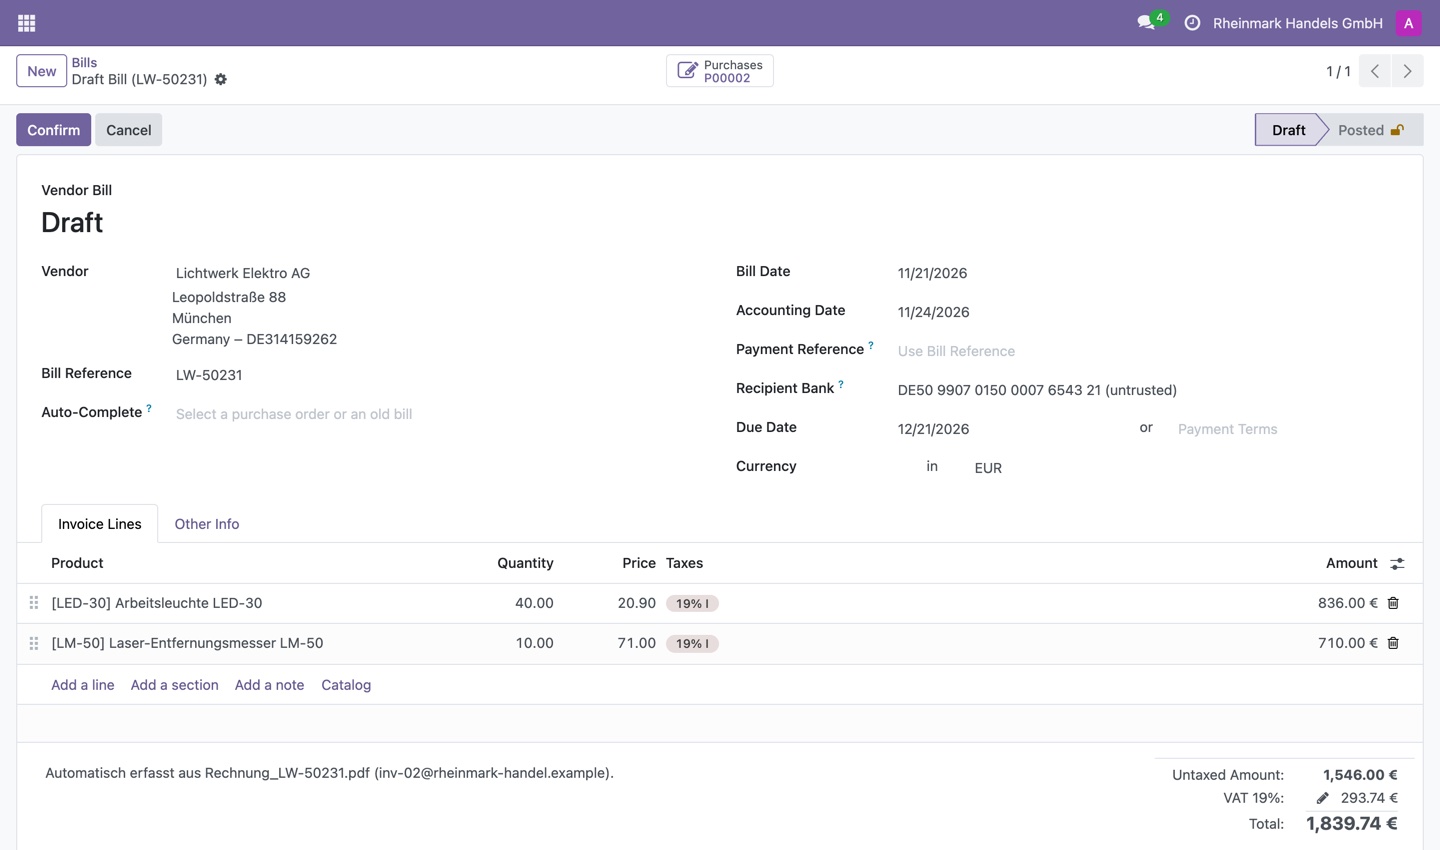 4
Rheinmark Handels GmbH
A
New
Bills
Draft Bill (LW-50231)
Purchases
P00002
1 / 1
Confirm
Cancel
Draft
Posted
Vendor Bill
Draft
Vendor
Lichtwerk Elektro AG
Leopoldstraße 88
München
Germany – DE314159262
Bill Reference
LW-50231
Auto-Complete ?
Select a purchase order or an old bill
Bill Date
11/21/2026
Accounting Date
11/24/2026
Payment Reference ?
Use Bill Reference
Recipient Bank ?
DE50 9907 0150 0007 6543 21 (untrusted)
Due Date
12/21/2026 or Payment Terms
Currency
in EUR
Invoice Lines
Other Info
Product Quantity Price Taxes Amount
[LED-30] Arbeitsleuchte LED-30 40.00 20.90 19% I 836.00 €
[LM-50] Laser-Entfernungsmesser LM-50 10.00 71.00 19% I 710.00 €
Add a line Add a section Add a note Catalog
Automatisch erfasst aus Rechnung_LW-50231.pdf (inv-02@rheinmark-handel.example).
Untaxed Amount: 1,546.00 €
VAT 19%: 293.74 €
Total: 1,839.74 €